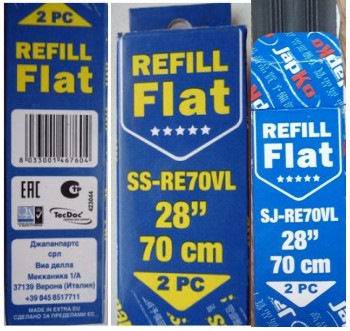 2 PC
REFILL
Flat
8033001467604
EAC
TecDoc
423044
Джапанпартс
срл
Виа делла
Мекканика 1/А
37139 Верона (Италия)
+39 045 8517711
MADE IN EXTRA EU
СДЕЛАНО ЗА ПРЕДЕЛАМИ ЕС
REFILL
Flat
SS-RE70VL
28”
70 cm
2 PC
JapKo
REFILL
Flat
SJ-RE70VL
28”
70 cm
2 PC